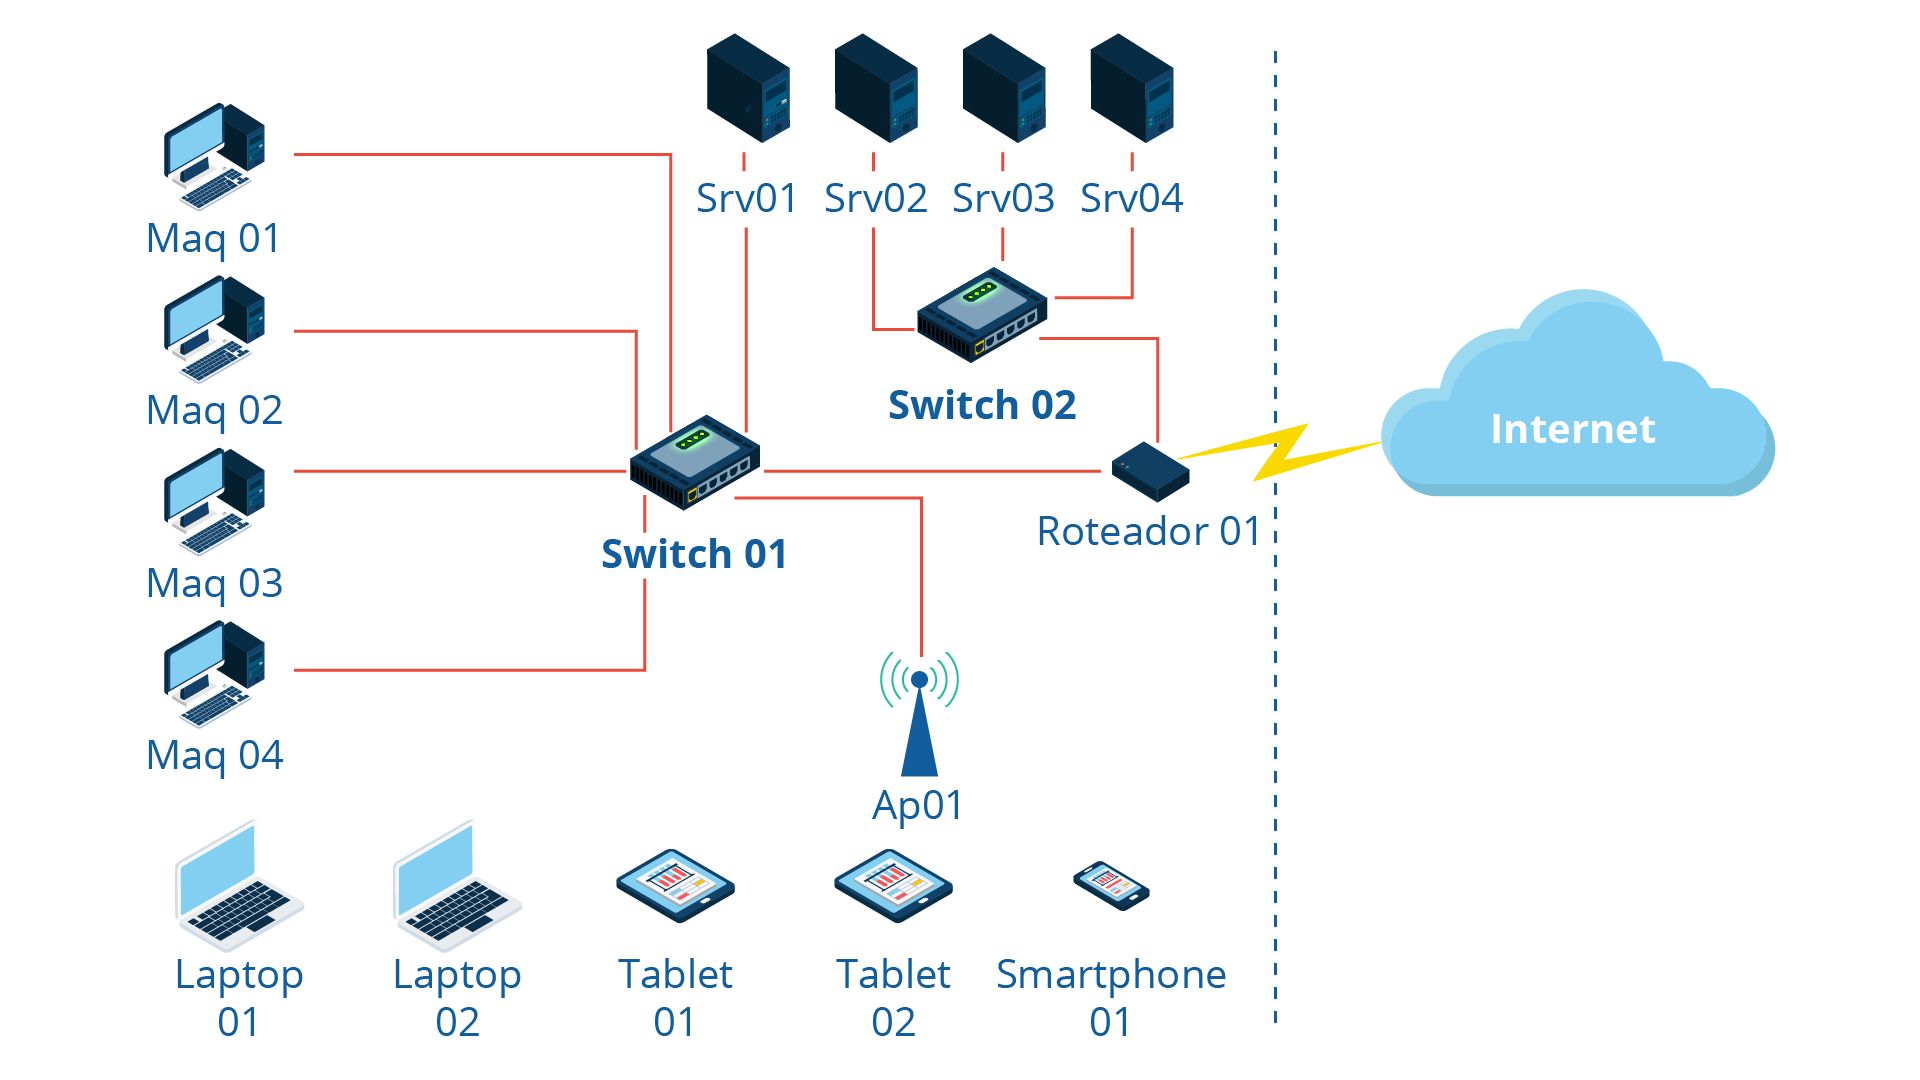 Srv01 Srv02 Srv03 Srv04
Maq 01
Maq 02
Switch 02
Internet
Roteador 01
Switch 01
Maq 03
Maq 04
Ap01
Laptop
01
Laptop
02
Tablet
01
Tablet
02
Smartphone
01